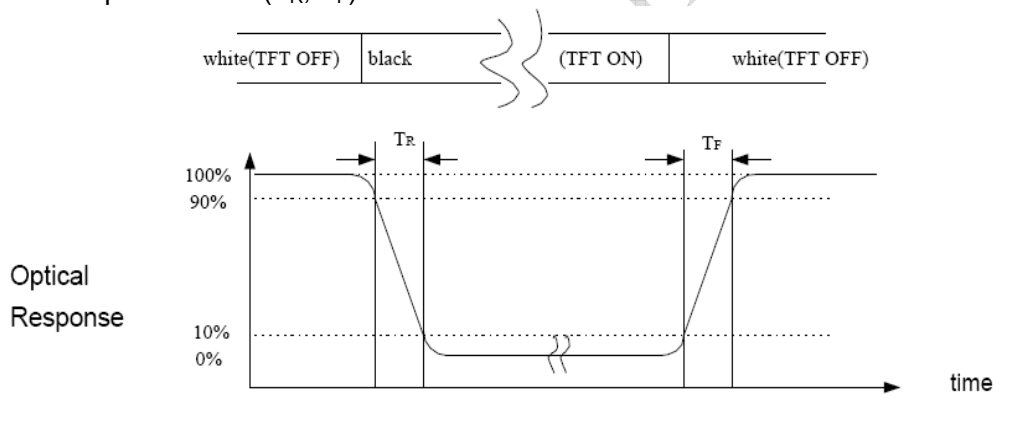 white(TFT OFF) black (TFT ON) white(TFT OFF)
TR TF
100%
90%
Optical
Response
10%
0%
time